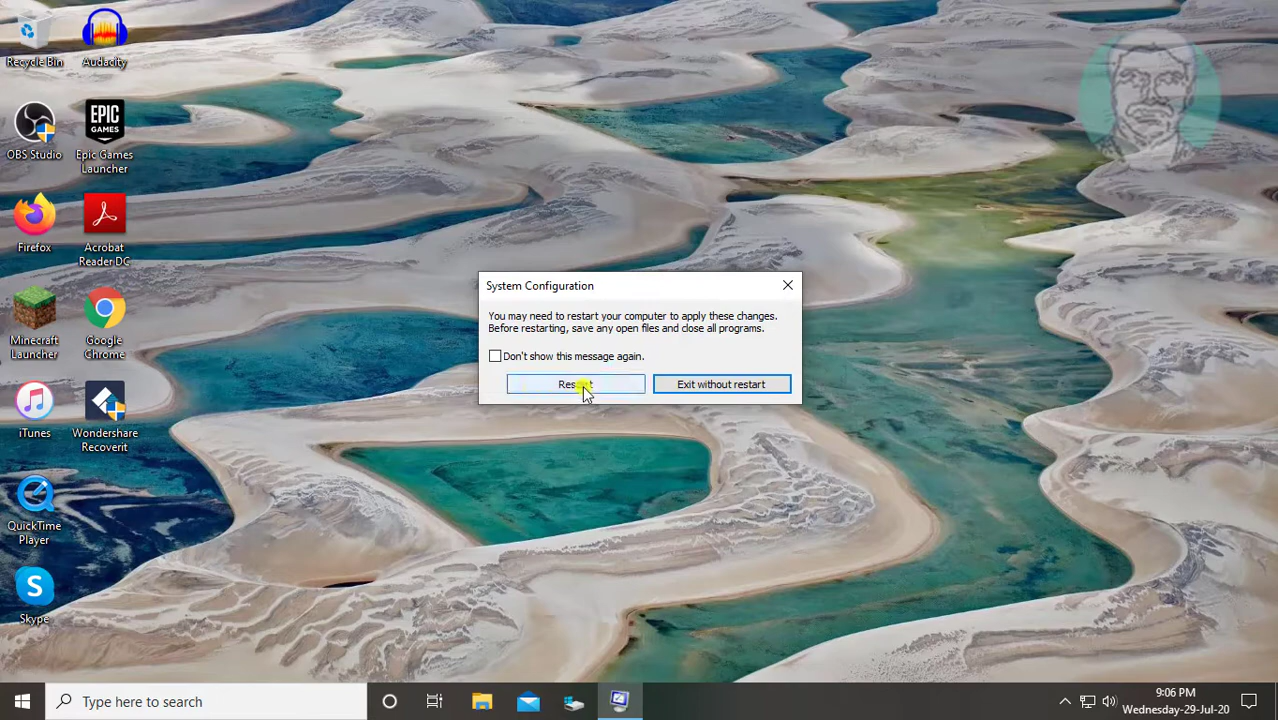 Recycle Bin
Audacity
OBS Studio
EPIC
GAMES
Epic Games
Launcher
Firefox
Acrobat
Reader DC
Minecraft
Launcher
Google
Chrome
iTunes
Wondershare
Recoverit
QuickTime
Player
S
Skype
System Configuration
You may need to restart your computer to apply these changes.
Before restarting, save any open files and close all programs.
Don't show this message again.
Exit without restart
Type here to search
9:06 PM
Wednesday-29-Jul-20